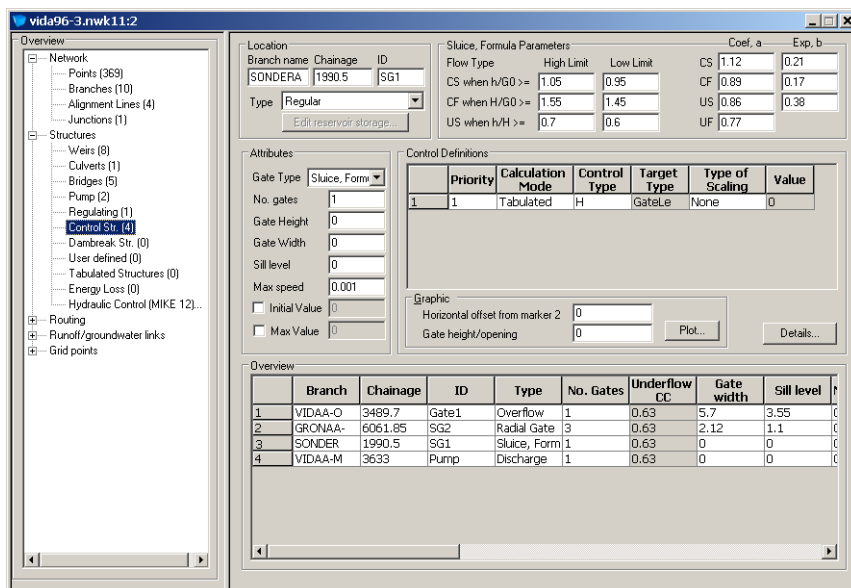 vida96-3.nwk11:2
Overview
Network
Points (369)
Branches (10)
Alignment Lines (4)
Junctions (1)
Structures
Weirs (8)
Culverts (1)
Bridges (5)
Pump (2)
Regulating (1)
Control Str. (4)
Dambreak Str. (0)
User defined (0)
Tabulated Structures (0)
Energy Loss (0)
Hydraulic Control (MIKE 12)...
Routing
Runoff/groundwater links
Grid points
Location
Branch name Chainage ID
SONDERA 1990.5 SG1
Type Regular
Edit reservoir storage...
Sluice, Formula Parameters
Flow Type High Limit Low Limit
CS when h/G0 >= 1.05 0.95
CF when H/G0 >= 1.55 1.45
US when h/H >= 0.7 0.6
Coef, a Exp, b
CS 1.12 0.21
CF 0.89 0.17
US 0.86 0.38
UF 0.77
Attributes
Gate Type Sluice, Formu
No. gates 1
Gate Height 0
Gate Width 0
Sill level 0
Max speed 0.001
Initial Value 0
Max Value 0
Control Definitions
Priority Calculation Mode Control Type Target Type Type of Scaling Value
1 1 Tabulated H GateLe None 0
Graphic
Horizontal offset from marker 2 0
Gate height/opening 0
Plot...
Details...
Overview
Branch Chainage ID Type No. Gates Underflow CC Gate width Sill level
1 VIDAA-O 3489.7 Gate1 Overflow 1 0.63 5.7 3.55
2 GRONAA- 6061.85 SG2 Radial Gate 3 0.63 2.12 1.1
3 SONDER 1990.5 SG1 Sluice, Form 1 0.63 0 0
4 VIDAA-M 3633 Pump Discharge 1 0.63 0 0